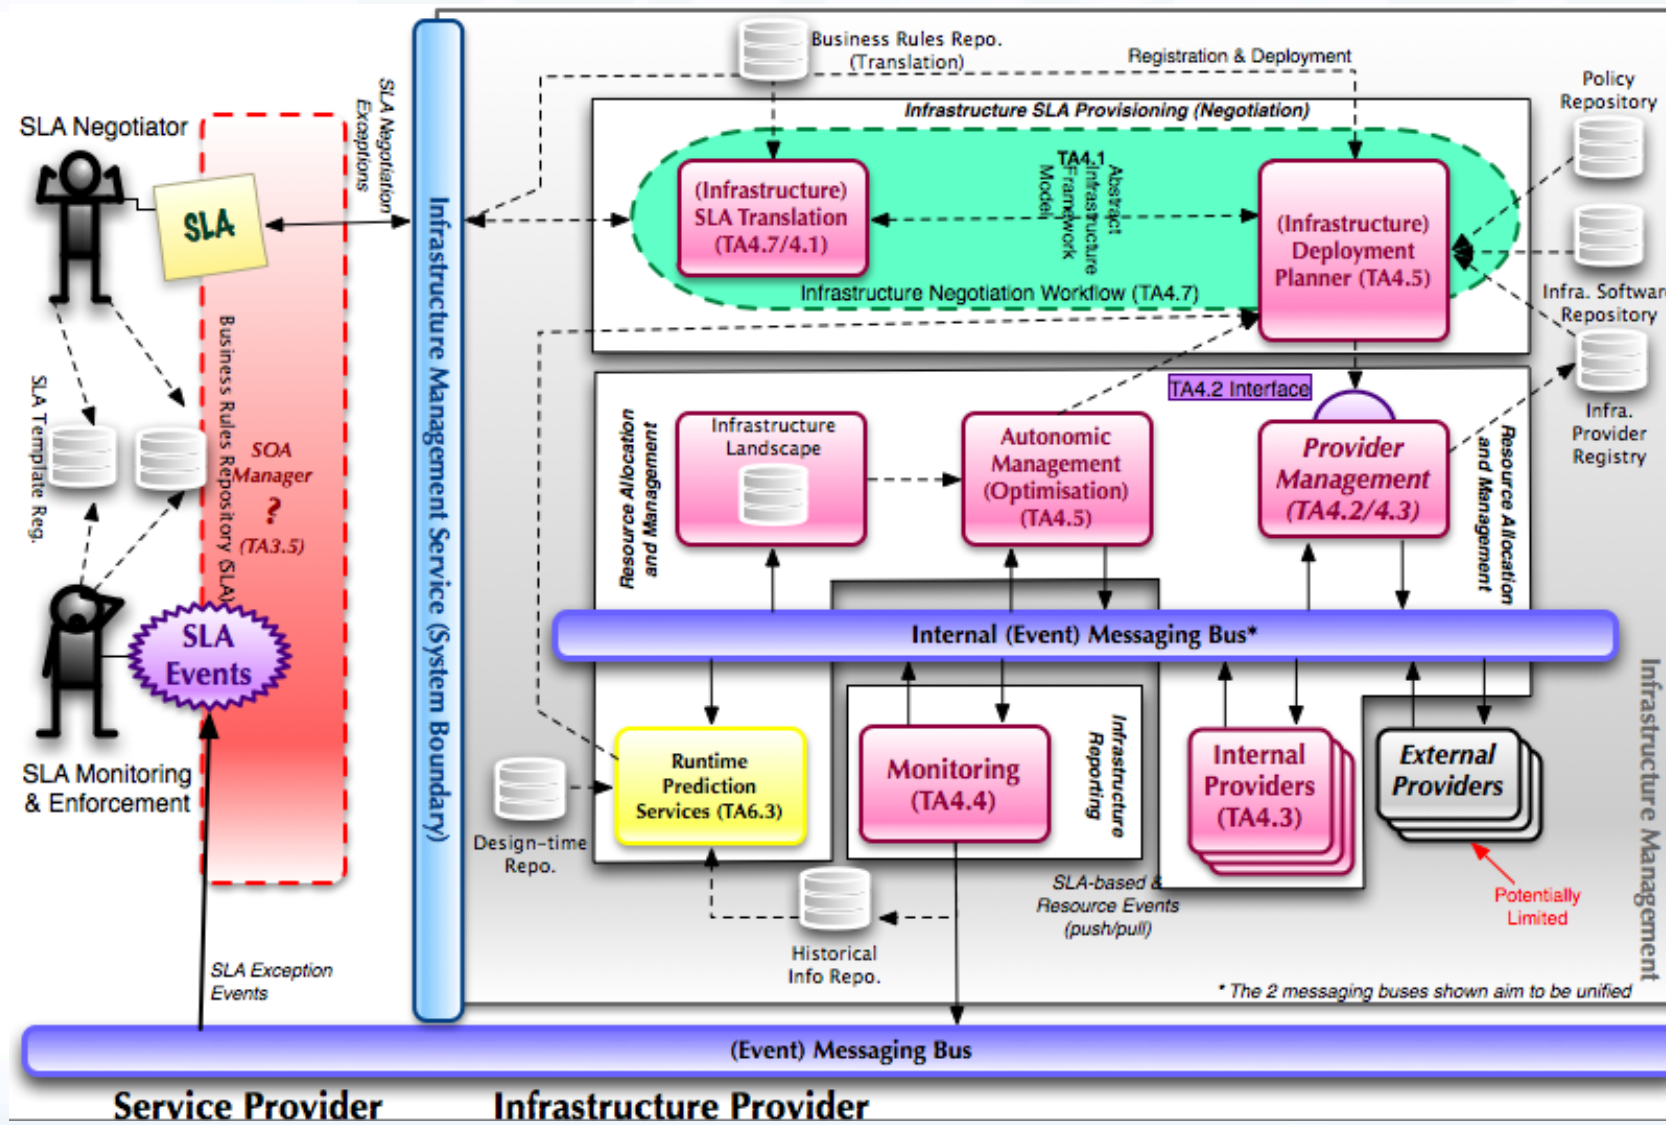 Business Rules Repo.
(Translation)
Registration & Deployment
Policy
Repository
SLA Negotiator
SLA Negotiation
Exceptions
Infrastructure SLA Provisioning (Negotiation)
SLA
(Infrastructure)
SLA Translation
(TA4.7/4.1)
TA4.1
Abstract
Infrastructure
Framework
Model
(Infrastructure)
Deployment
Planner (TA4.5)
Infrastructure Negotiation Workflow (TA4.7)
Infra. Software
Repository
Infrastructure Management Service (System Boundary)
SLA Template Reg.
Business Rules Repository (SLA)
SOA
Manager
?
(TA3.5)
TA4.2 Interface
Resource Allocation
and Management
Infrastructure
Landscape
Autonomic
Management
(Optimisation)
(TA4.5)
Provider
Management
(TA4.2/4.3)
Resource Allocation
and Management
Infra.
Provider
Registry
SLA
Events
SLA Monitoring
& Enforcement
Internal (Event) Messaging Bus*
Runtime
Prediction
Services (TA6.3)
Monitoring
(TA4.4)
Infrastructure
Reporting
Internal
Providers
(TA4.3)
External
Providers
Infrastructure Management
Design-time
Repo.
SLA-based &
Resource Events
(push/pull)
Potentially
Limited
Historical
Info Repo.
SLA Exception
Events
* The 2 messaging buses shown aim to be unified
(Event) Messaging Bus
Service Provider
Infrastructure Provider